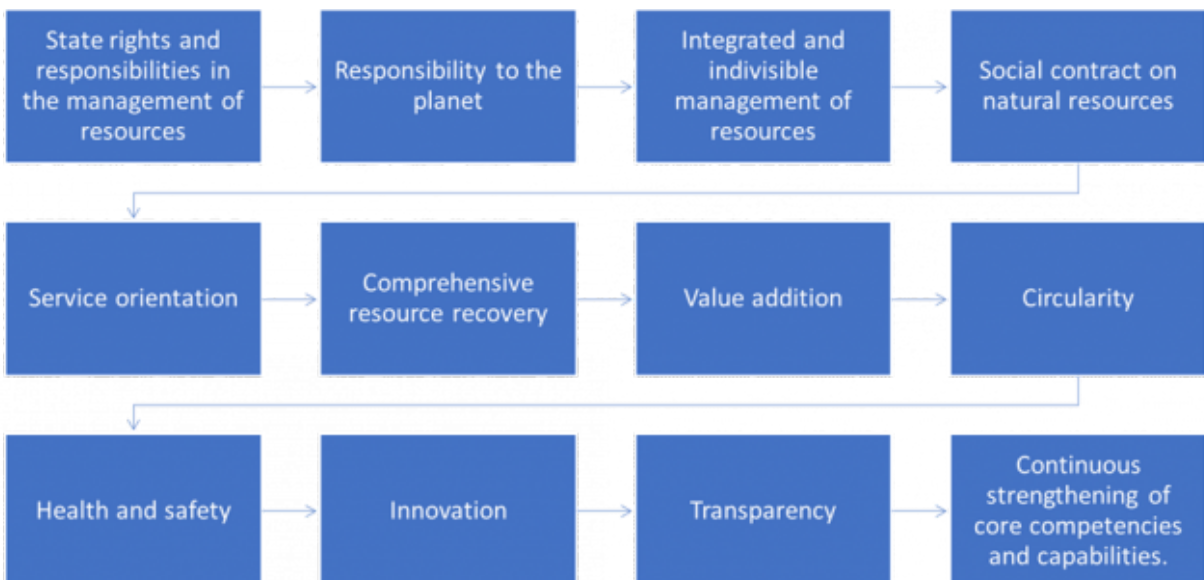 State rights and
responsibilities in
the management of
resources
Responsibility to the
planet
Integrated and
indivisible
management of
resources
Social contract on
natural resources
Service orientation
Comprehensive
resource recovery
Value addition
Circularity
Health and safety
Innovation
Transparency
Continuous
strengthening of
core competencies
and capabilities.